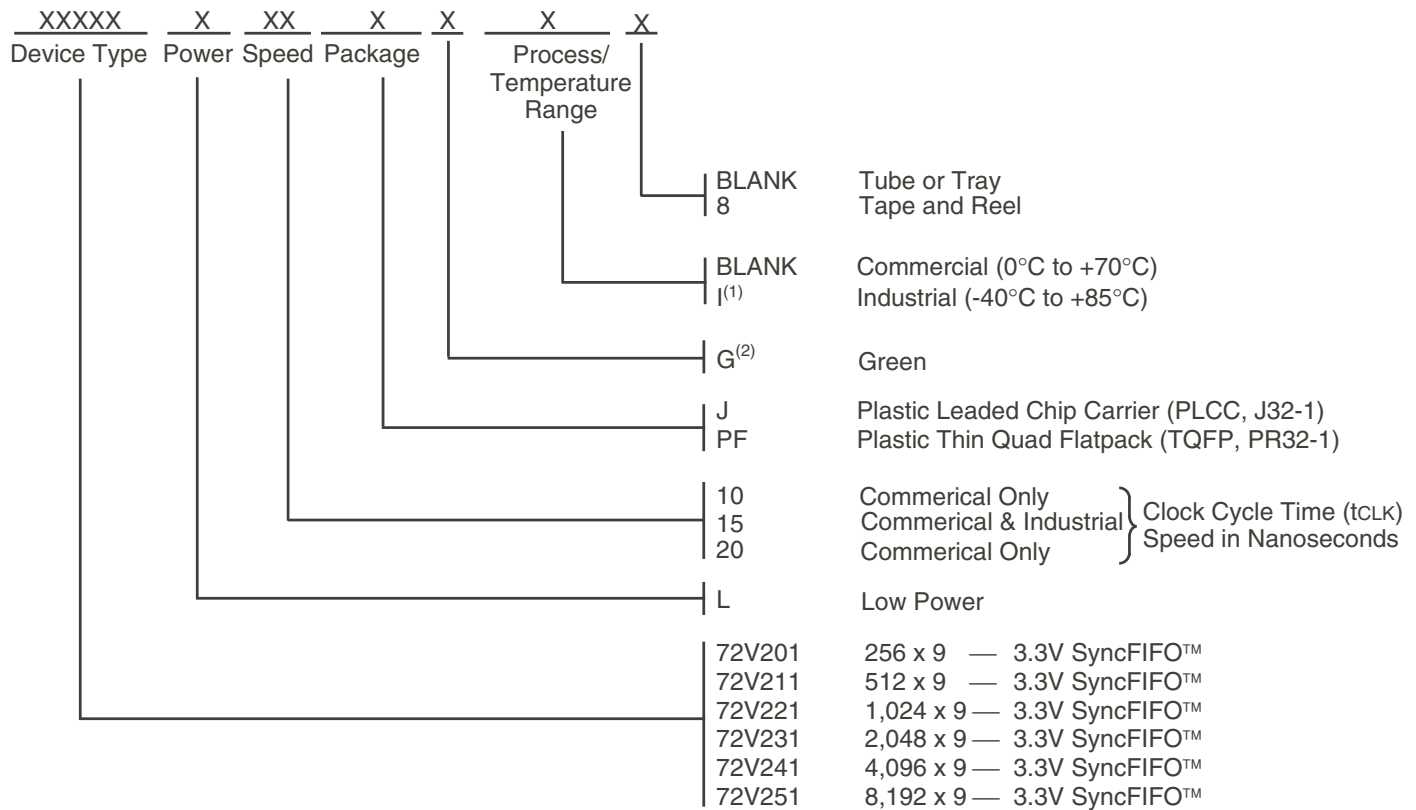 XXXXX X XX X X X X
Device Type Power Speed Package Process/
Temperature
Range
BLANK Tube or Tray
8 Tape and Reel
BLANK Commercial (0°C to +70°C)
I(1) Industrial (-40°C to +85°C)
G(2) Green
J Plastic Leaded Chip Carrier (PLCC, J32-1)
PF Plastic Thin Quad Flatpack (TQFP, PR32-1)
10 Commerical Only
15 Commerical & Industrial
20 Commerical Only
Clock Cycle Time (tCLK)
Speed in Nanoseconds
L Low Power
72V201 256 x 9 — 3.3V SyncFIFO™
72V211 512 x 9 — 3.3V SyncFIFO™
72V221 1,024 x 9 — 3.3V SyncFIFO™
72V231 2,048 x 9 — 3.3V SyncFIFO™
72V241 4,096 x 9 — 3.3V SyncFIFO™
72V251 8,192 x 9 — 3.3V SyncFIFO™